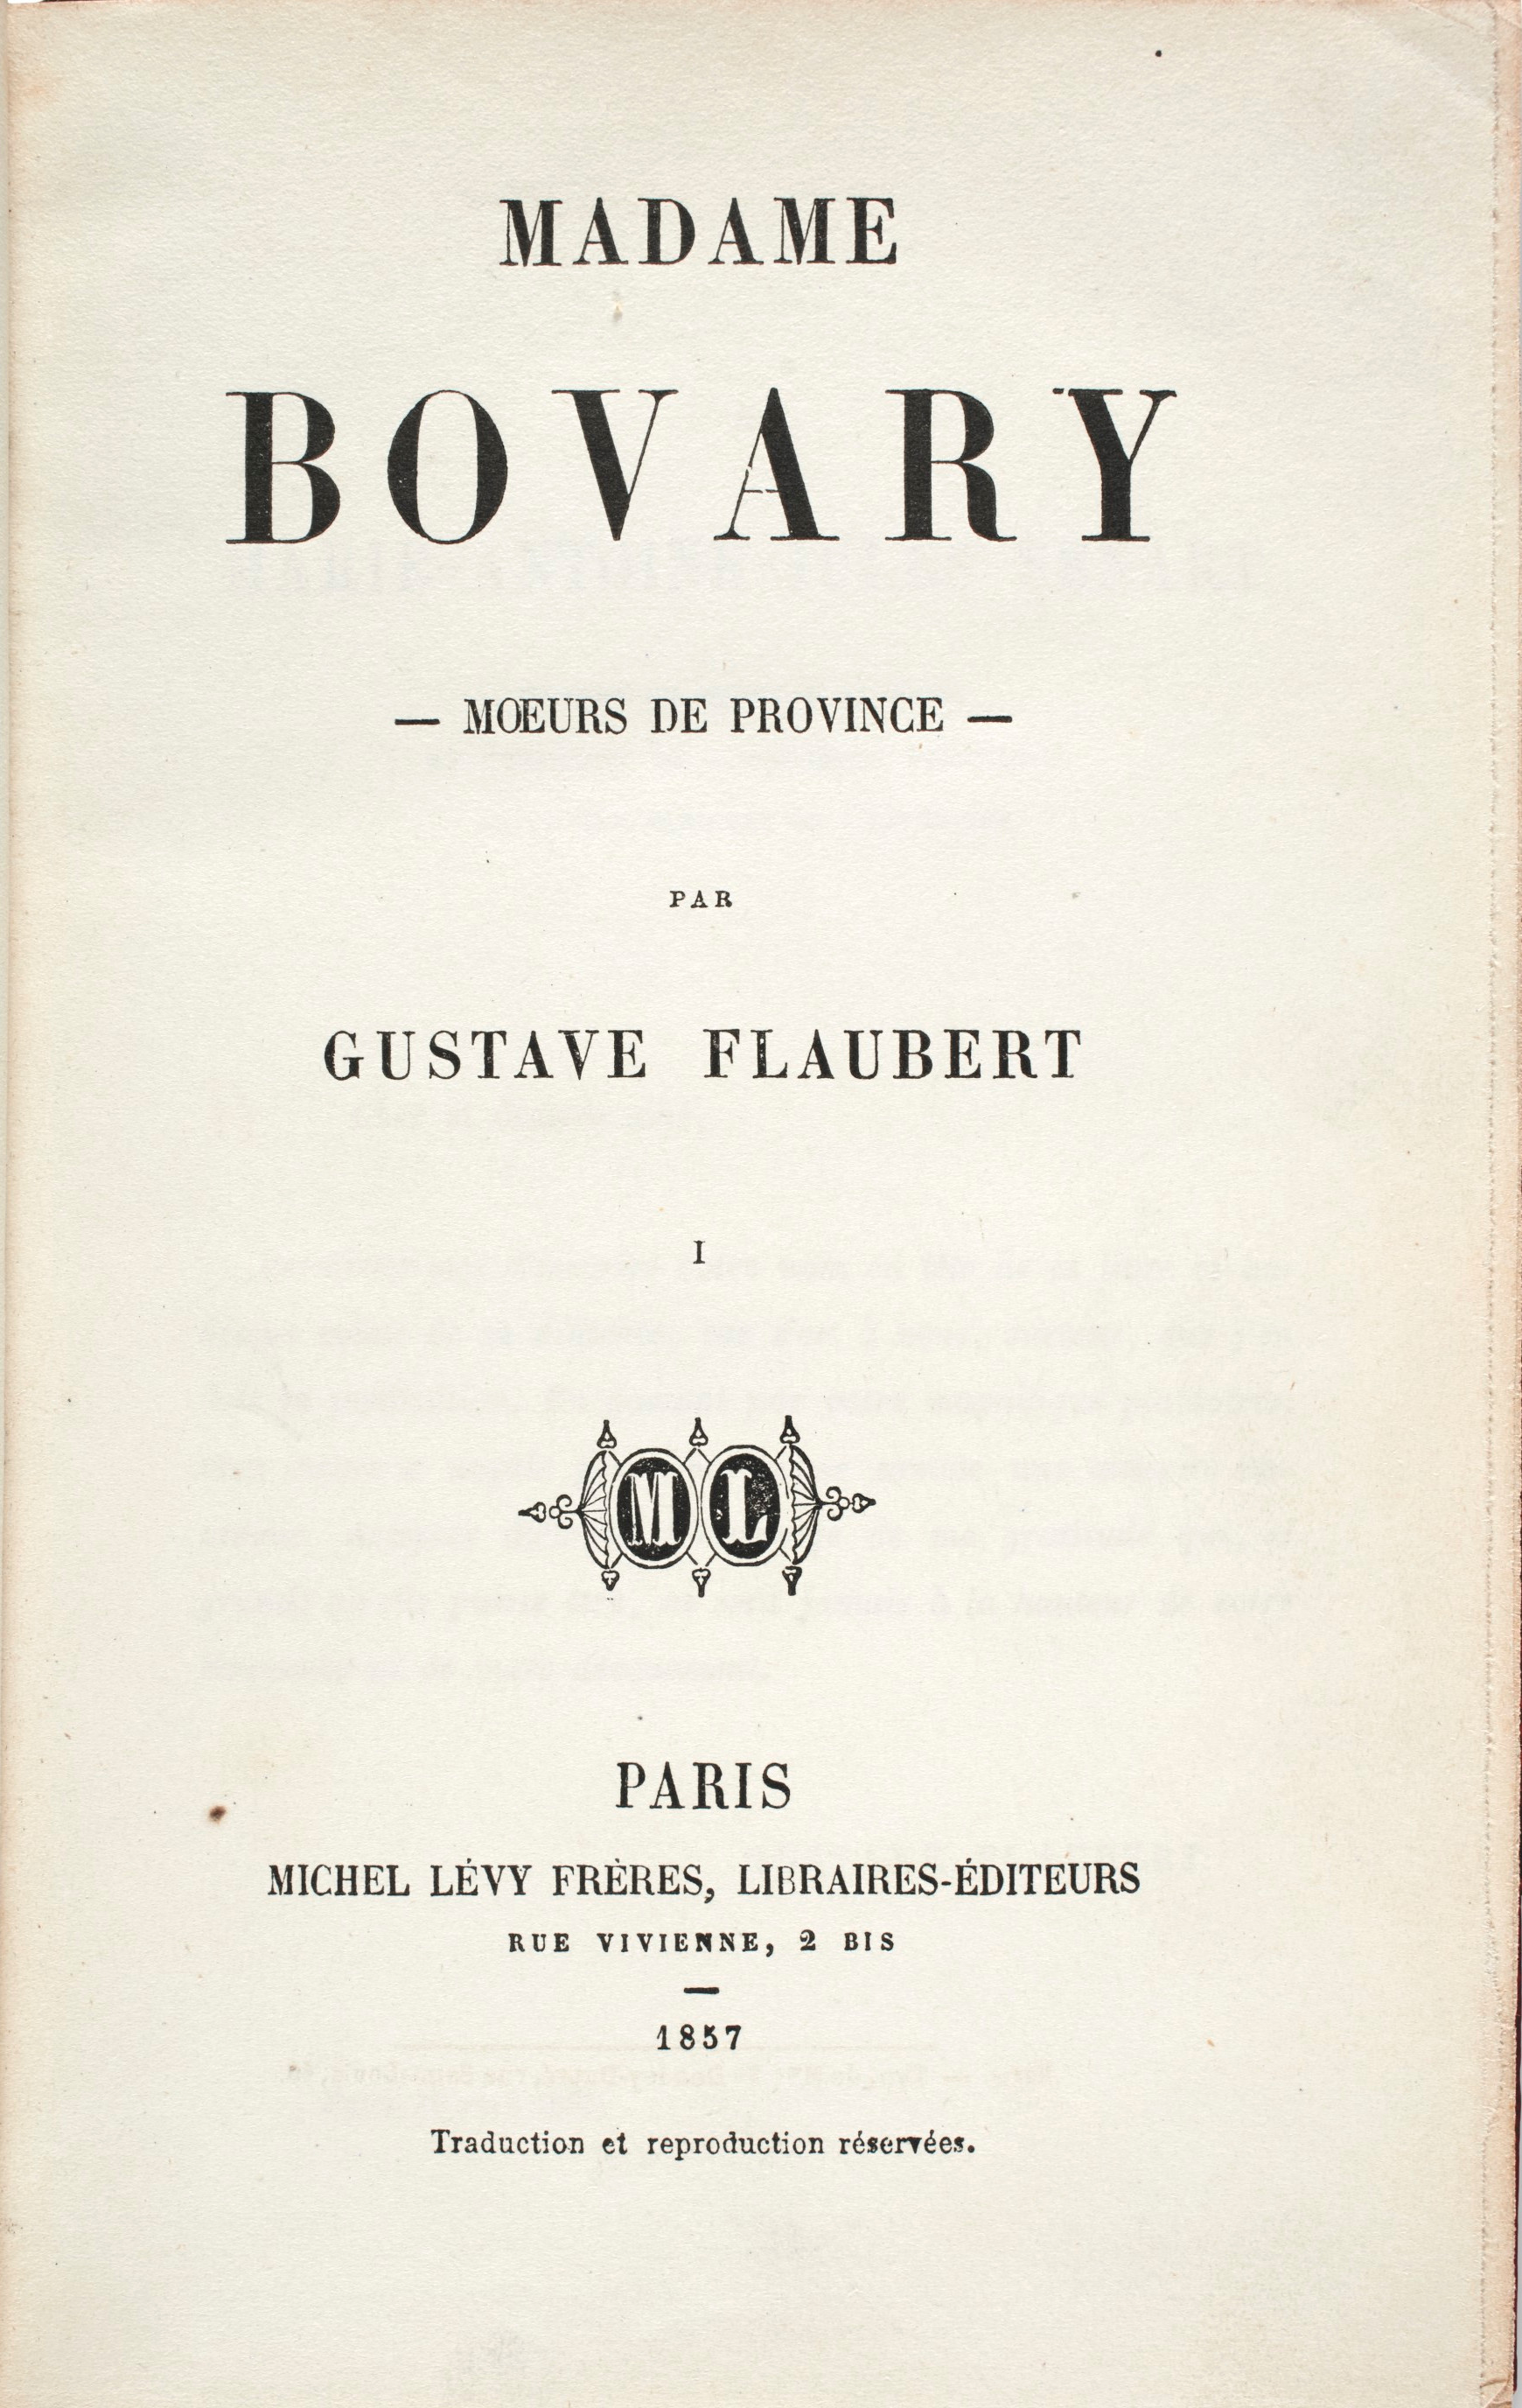 MADAME
BOVARY
— MOEURS DE PROVINCE —
PAR
GUSTAVE FLAUBERT
I
ML
PARIS
MICHEL LÉVY FRÈRES, LIBRAIRES-ÉDITEURS
RUE VIVIENNE, 2 BIS
—
1857
Traduction et reproduction réservées.